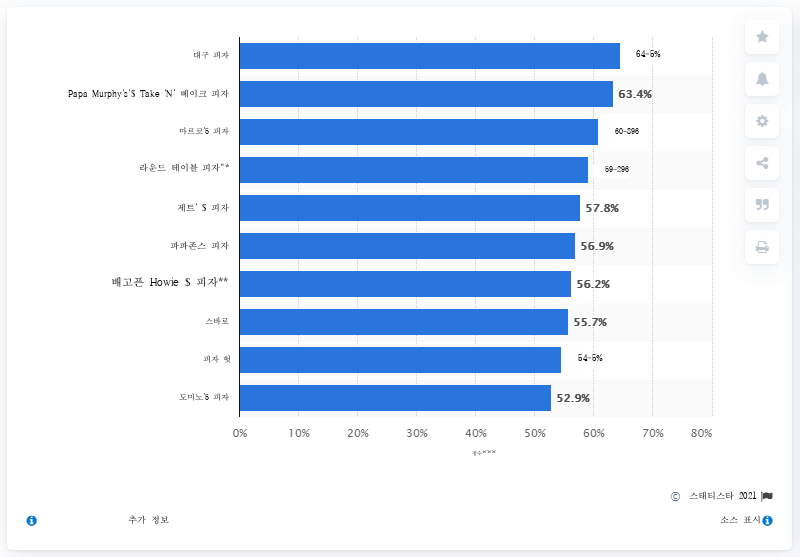 대구 피자 64-5%
Papa Murphy's'S Take 'N' 베이크 피자 63.4%
마르코'S 피자 60-896
라운드 테이블 피자** 59-296
제트' S 피자 57.8%
파파존스 피자 56.9%
배고픈 Howie S 피자** 56.2%
스바로 55.7%
피자 헛 54-5%
도미노'S 피자 52.9%
0% 10% 20% 30% 40% 50% 60% 70% 80%
점수***
© 스태티스타 2021
추가 정보 소스 표시